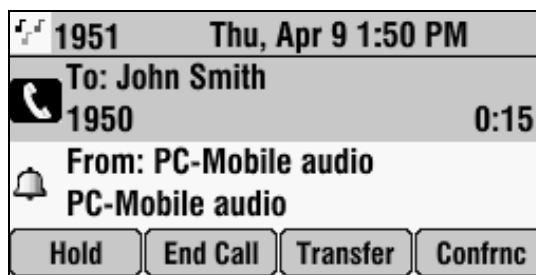 1951 Thu, Apr 9 1:50 PM
To: John Smith
1950 0:15
From: PC-Mobile audio
PC-Mobile audio
Hold End Call Transfer Confrnc